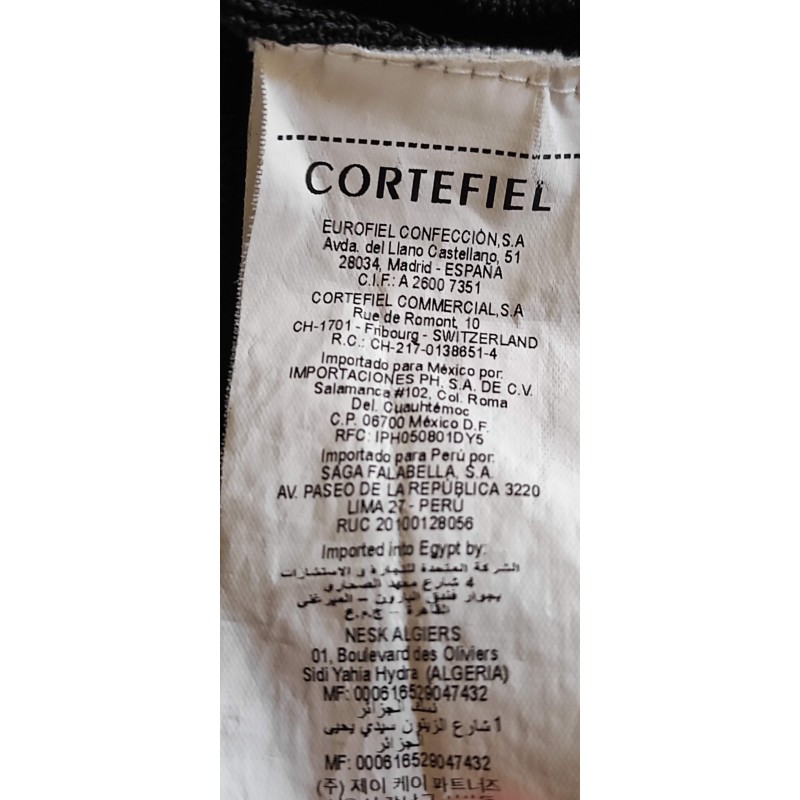 CORTEFIEL
EUROFIEL CONFECCIÓN,S.A
Avda. del Llano Castellano, 51
28034, Madrid - ESPAÑA
C.I.F.: A 2600 7351
CORTEFIEL COMMERCIAL,S.A
Rue de Romont, 10
CH-1701 - Fribourg - SWITZERLAND
R.C.: CH-217-0138651-4
Importado para México por:
IMPORTACIONES PH, S.A. DE C.V.
Salamanca #102, Col. Roma
Del. Cuauhtémoc
C.P. 06700 México D.F.
RFC: IPH050801DY5
Importado para Perú por:
SAGA FALABELLA, S.A.
AV. PASEO DE LA REPÚBLICA 3220
LIMA 27 - PERÚ
RUC 20100128056
Imported into Egypt by:
الشركة المتحدة للتجارة و الاستشارات
4 شارع معهد الصحارى
بجوار فندق البارون - الميرغنى
القاهرة - ج.م.ع
NESK ALGIERS
01, Boulevard des Oliviers
Sidi Yahia Hydra (ALGERIA)
MF: 000616529047432
نسك الجزائر
1 شارع الزيتون سيدي يحيى
الجزائر
MF: 000616529047432
(주) 제이 케이 파트너즈